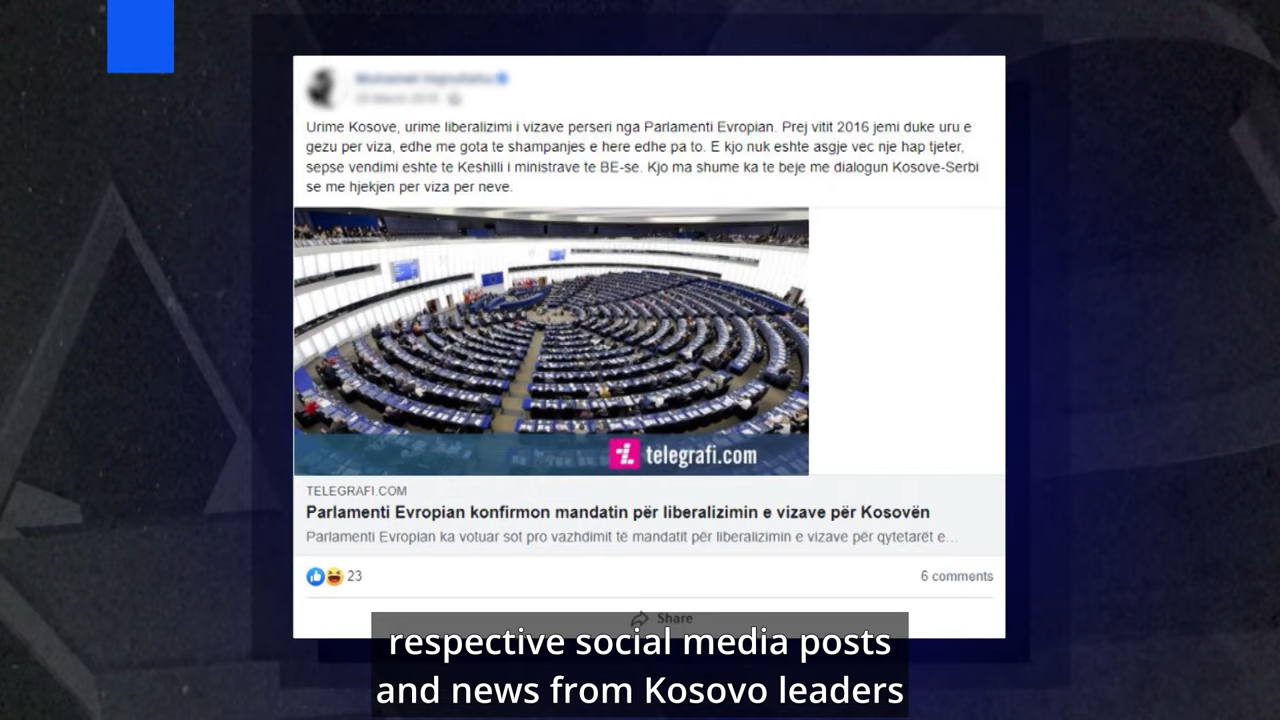 Urime Kosove, urime liberalizimi i vizave perseri nga Parlamenti Evropian. Prej vitit 2016 jemi duke uru e
gezu per viza, edhe me gota te shampanjes e here edhe pa to. E kjo nuk eshte asgje vec nje hap tjeter,
sepse vendimi eshte te Keshilli i ministrave te BE-se. Kjo ma shume ka te beje me dialogun Kosove-Serbi
se me hjekjen per viza per neve.
telegrafi.com
TELEGRAFI.COM
Parlamenti Evropian konfirmon mandatin për liberalizimin e vizave për Kosovën
Parlamenti Evropian ka votuar sot pro vazhdimit të mandatit për liberalizimin e vizave për qytetarët e...
23
6 comments
Share
respective social media posts
and news from Kosovo leaders